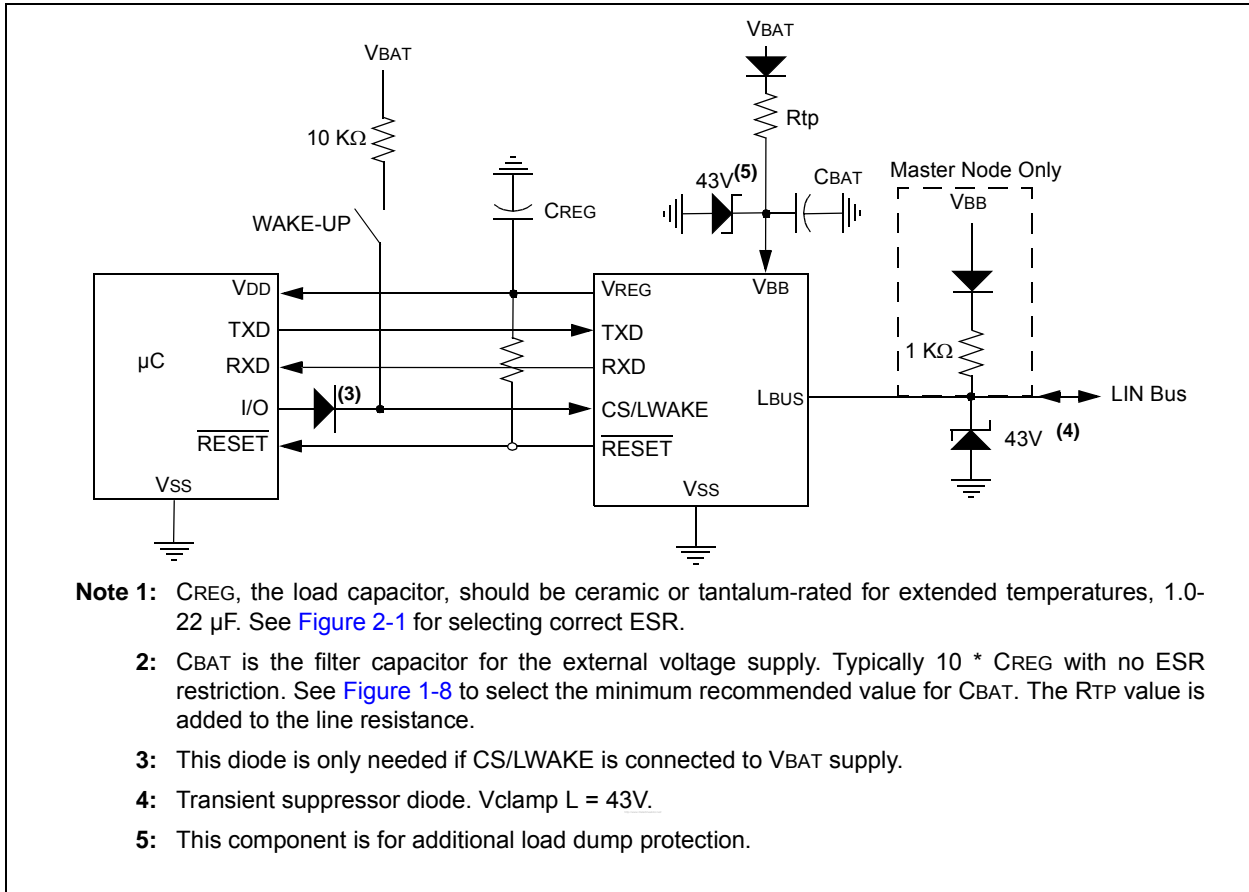 VBAT
VBAT
10 KΩ
Rtp
43V(5)
CBAT
Master Node Only
VBB
CREG
WAKE-UP
VDD
VREG
VBB
TXD
TXD
µC
RXD
RXD
1 KΩ
(3)
I/O
CS/LWAKE
LBUS
LIN Bus
RESET
RESET
43V (4)
VSS
VSS
Note 1: CREG, the load capacitor, should be ceramic or tantalum-rated for extended temperatures, 1.0-
22 µF. See Figure 2-1 for selecting correct ESR.
2: CBAT is the filter capacitor for the external voltage supply. Typically 10 * CREG with no ESR
restriction. See Figure 1-8 to select the minimum recommended value for CBAT. The RTP value is
added to the line resistance.
3: This diode is only needed if CS/LWAKE is connected to VBAT supply.
4: Transient suppressor diode. Vclamp L = 43V.
5: This component is for additional load dump protection.